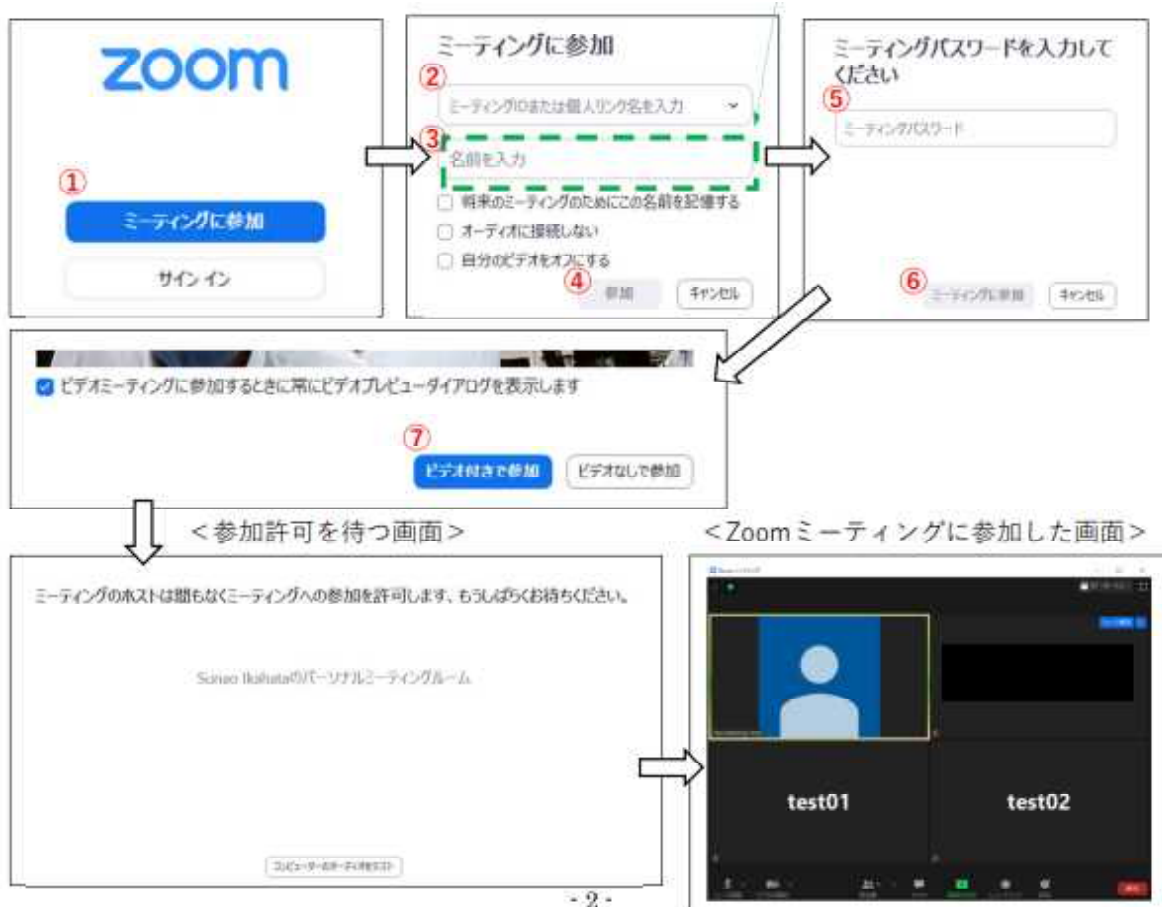 zoom
①
ミーティングに参加
サイン イン
ミーティングに参加
②
ミーティングIDまたは個人リンク名を入力
③
名前を入力
将来のミーティングのためにこの名前を記憶する
オーディオに接続しない
自分のビデオをオフにする
④
参加
キャンセル
ミーティングパスワードを入力して
ください
⑤
ミーティングパスワード
⑥
ミーティングに参加
キャンセル
ビデオミーティングに参加するときに常にビデオプレビューダイアログを表示します
⑦
ビデオ付きで参加
ビデオなしで参加
＜参加許可を待つ画面＞
ミーティングのホストは間もなくミーティングへの参加を許可します、もうしばらくお待ちください。
Sunao Ikahataのパーソナルミーティングルーム
コンピューターのオーディオをテスト
＜Zoomミーティングに参加した画面＞
test01
test02
- 2 -